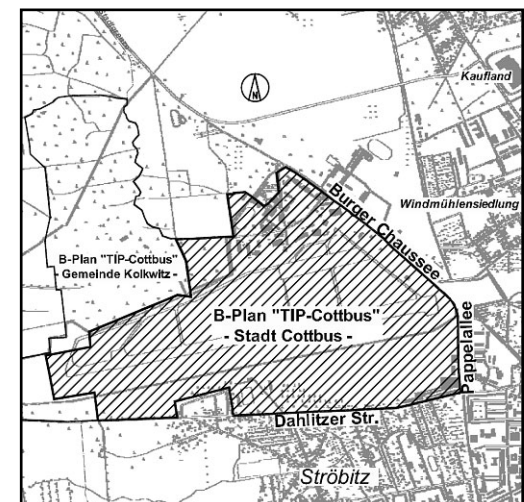 Kaufland
N
Burger Chaussee
Windmühlensiedlung
B-Plan "TIP-Cottbus"
- Gemeinde Kolkwitz -
B-Plan "TIP-Cottbus"
- Stadt Cottbus -
Pappelallee
Dahlitzer Str.
Ströbitz